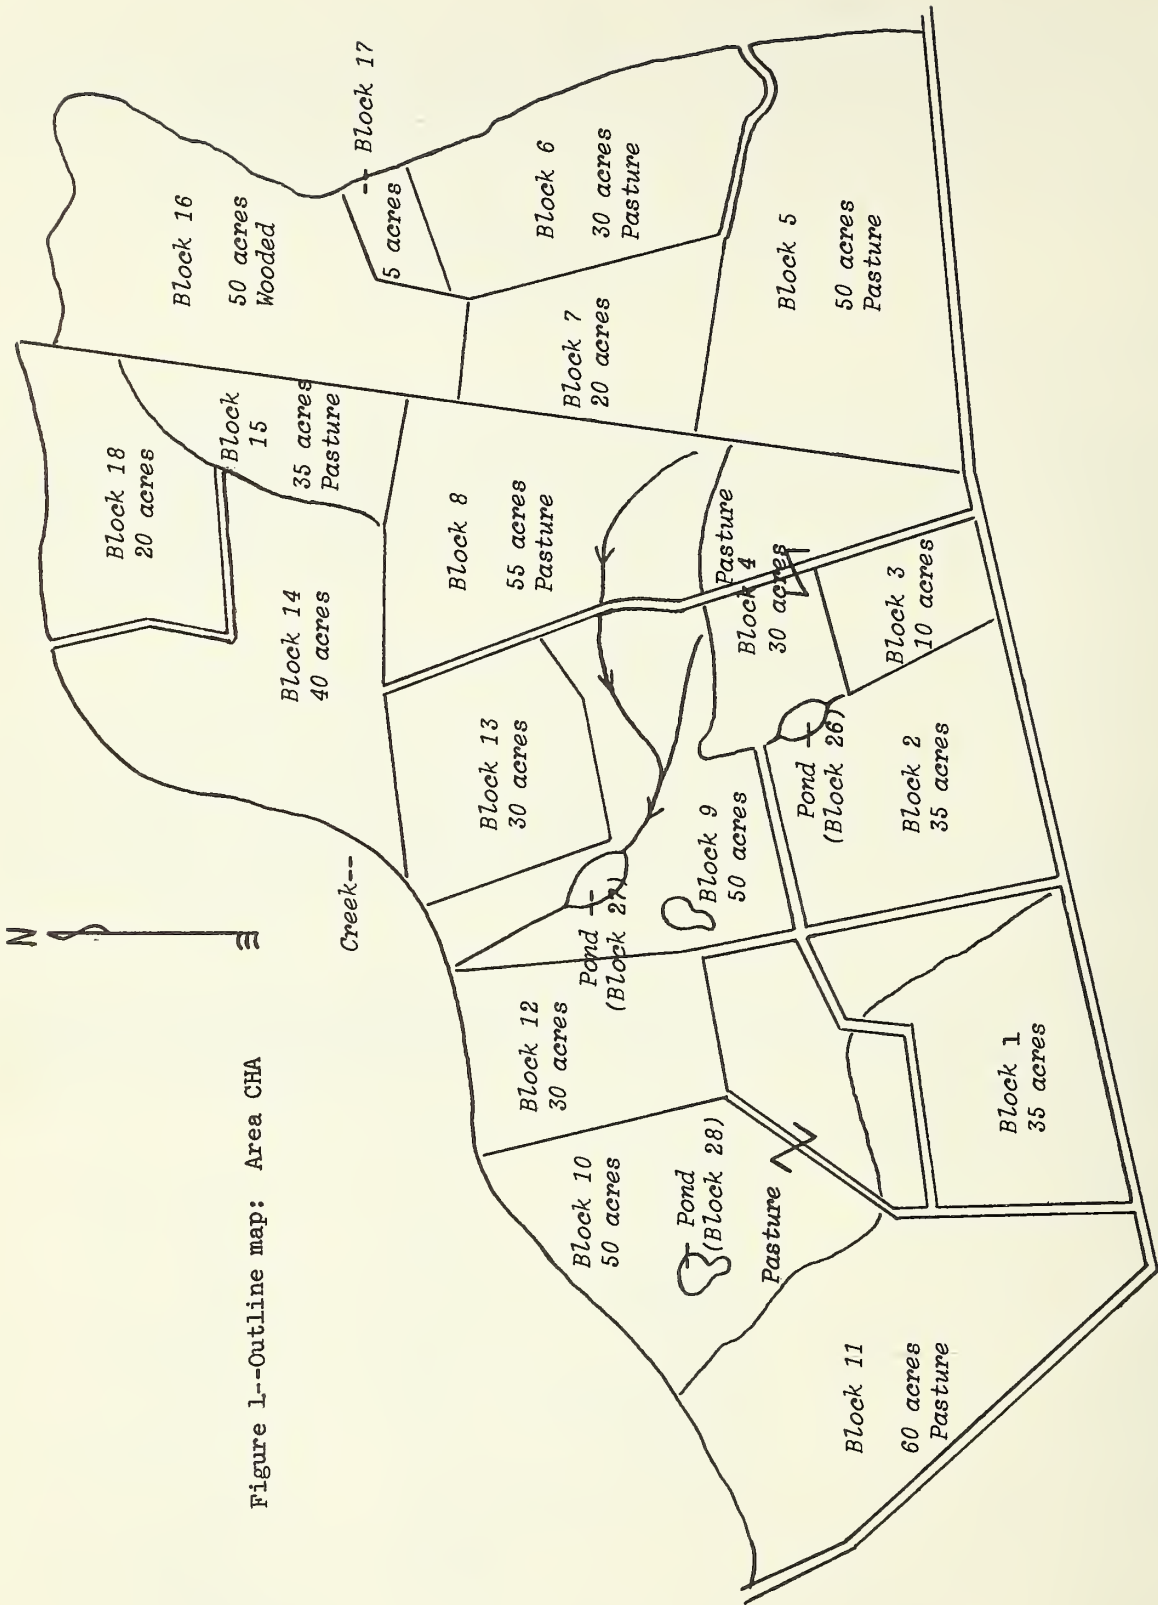 Figure 1.--Outline map: Area CHA
N
Creek--
Block 18
20 acres
Block 16
50 acres
Wooded
-- Block 17
5 acres
Block
15
35 acres
Pasture
Block 14
40 acres
Block 6
30 acres
Pasture
Block 7
20 acres
Block 8
55 acres
Pasture
Block 13
30 acres
Block 5
50 acres
Pasture
Pasture
Block 4
30 acres
Block 3
10 acres
Pond --
(Block 26)
Block 2
35 acres
Block 9
50 acres
Pond --
(Block 27)
Block 12
30 acres
Block 10
50 acres
Pond
(Block 28)
Pasture
Block 1
35 acres
Block 11
60 acres
Pasture